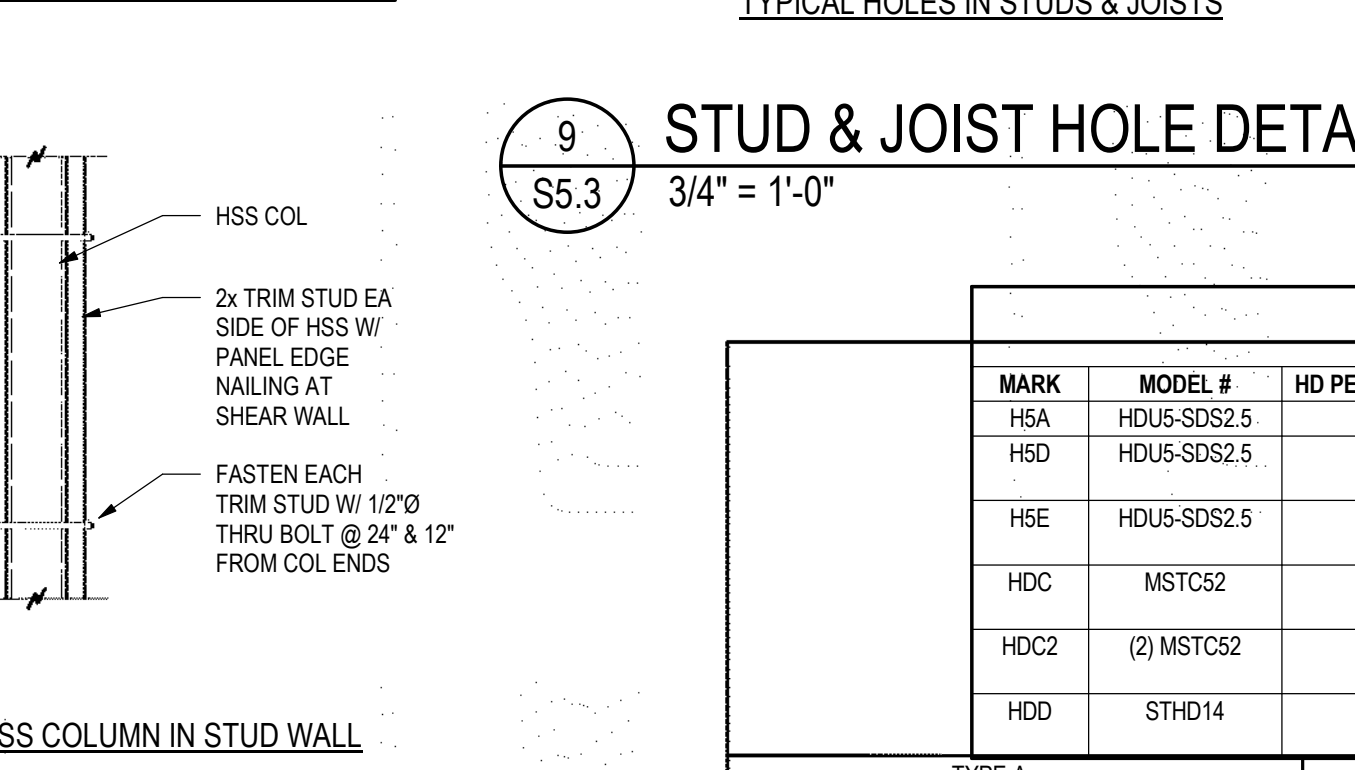 TYPICAL HOLES IN STUDS & JOISTS
9
STUD & JOIST HOLE DETA
S5.3
3/4" = 1'-0"
HSS COL
2x TRIM STUD EA
SIDE OF HSS W/
PANEL EDGE
NAILING AT
SHEAR WALL
FASTEN EACH
TRIM STUD W/ 1/2"Ø
THRU BOLT @ 24" & 12"
FROM COL ENDS
SS COLUMN IN STUD WALL
MARK MODEL # HD PE
H5A HDU5-SDS2.5
H5D HDU5-SDS2.5
H5E HDU5-SDS2.5
HDC MSTC52
HDC2 (2) MSTC52
HDD STHD14
TYPE A